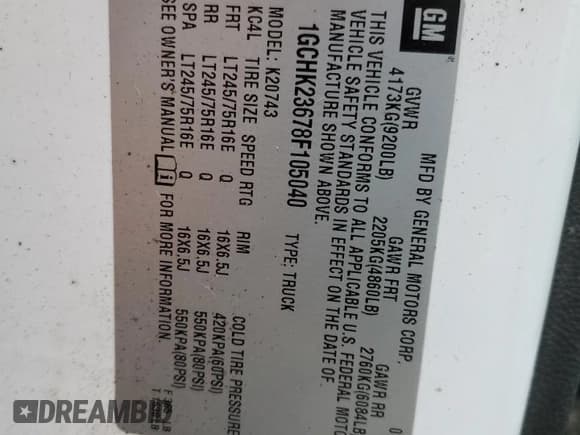 GM
MFD BY GENERAL MOTORS CORP. 0
GVWR GAWR FRT GAWR RR
4173KG(9200LB) 2205KG(4860LB) 2760KG(6084LB
THIS VEHICLE CONFORMS TO ALL APPLICABLE U.S. FEDERAL MOTO
VEHICLE SAFETY STANDARDS IN EFFECT ON THE DATE OF
MANUFACTURE SHOWN ABOVE.
1GCHK23678F105040 TYPE: TRUCK
MODEL: K20743
KC4L TIRE SIZE SPEED RTG RIM COLD TIRE PRESSURE
FRT LT245/75R16E Q 16X6.5J 420KPA(60PSI)
RR LT245/75R16E Q 16X6.5J 550KPA(80PSI)
SPA LT245/75R16E Q 16X6.5J 550KPA(80PSI)
SEE OWNER'S MANUAL FOR MORE INFORMATION.
DREAMBI